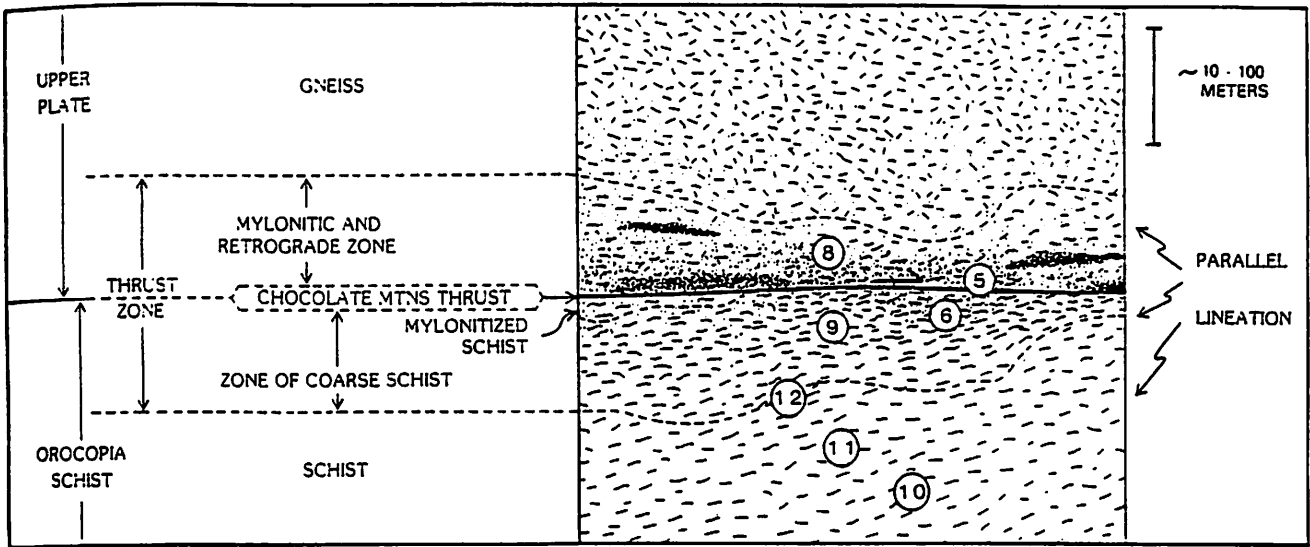 UPPER
PLATE
GNEISS
MYLONITIC AND
RETROGRADE ZONE
THRUST
ZONE
CHOCOLATE MTNS THRUST
MYLONITIZED
SCHIST
ZONE OF COARSE SCHIST
OROCOPIA
SCHIST
SCHIST
8
5
6
9
12
11
10
~ 10 - 100
METERS
PARALLEL
LINEATION